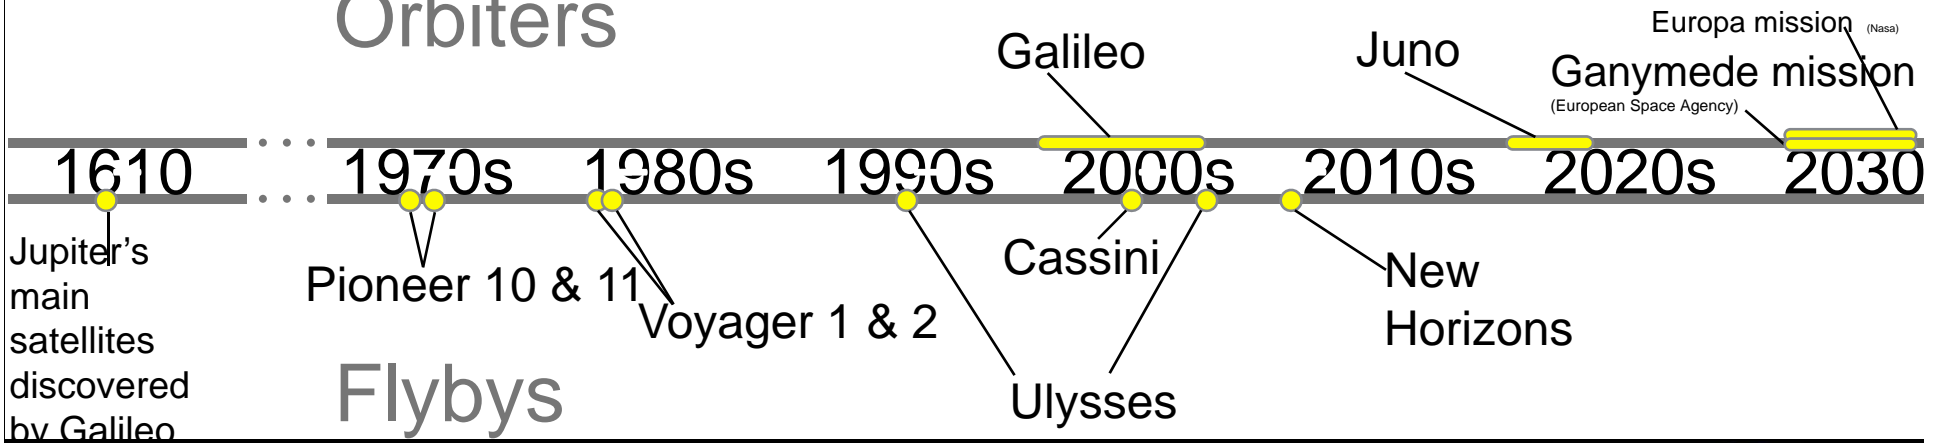 Orbiters
Europa mission (Nasa)
Galileo
Juno
Ganymede mission
(European Space Agency)
1610 1970s 1980s 1990s 2000s 2010s 2020s 2030
Jupiter's
main
satellites
discovered
by Galileo
Pioneer 10 & 11
Voyager 1 & 2
Cassini
New
Horizons
Ulysses
Flybys